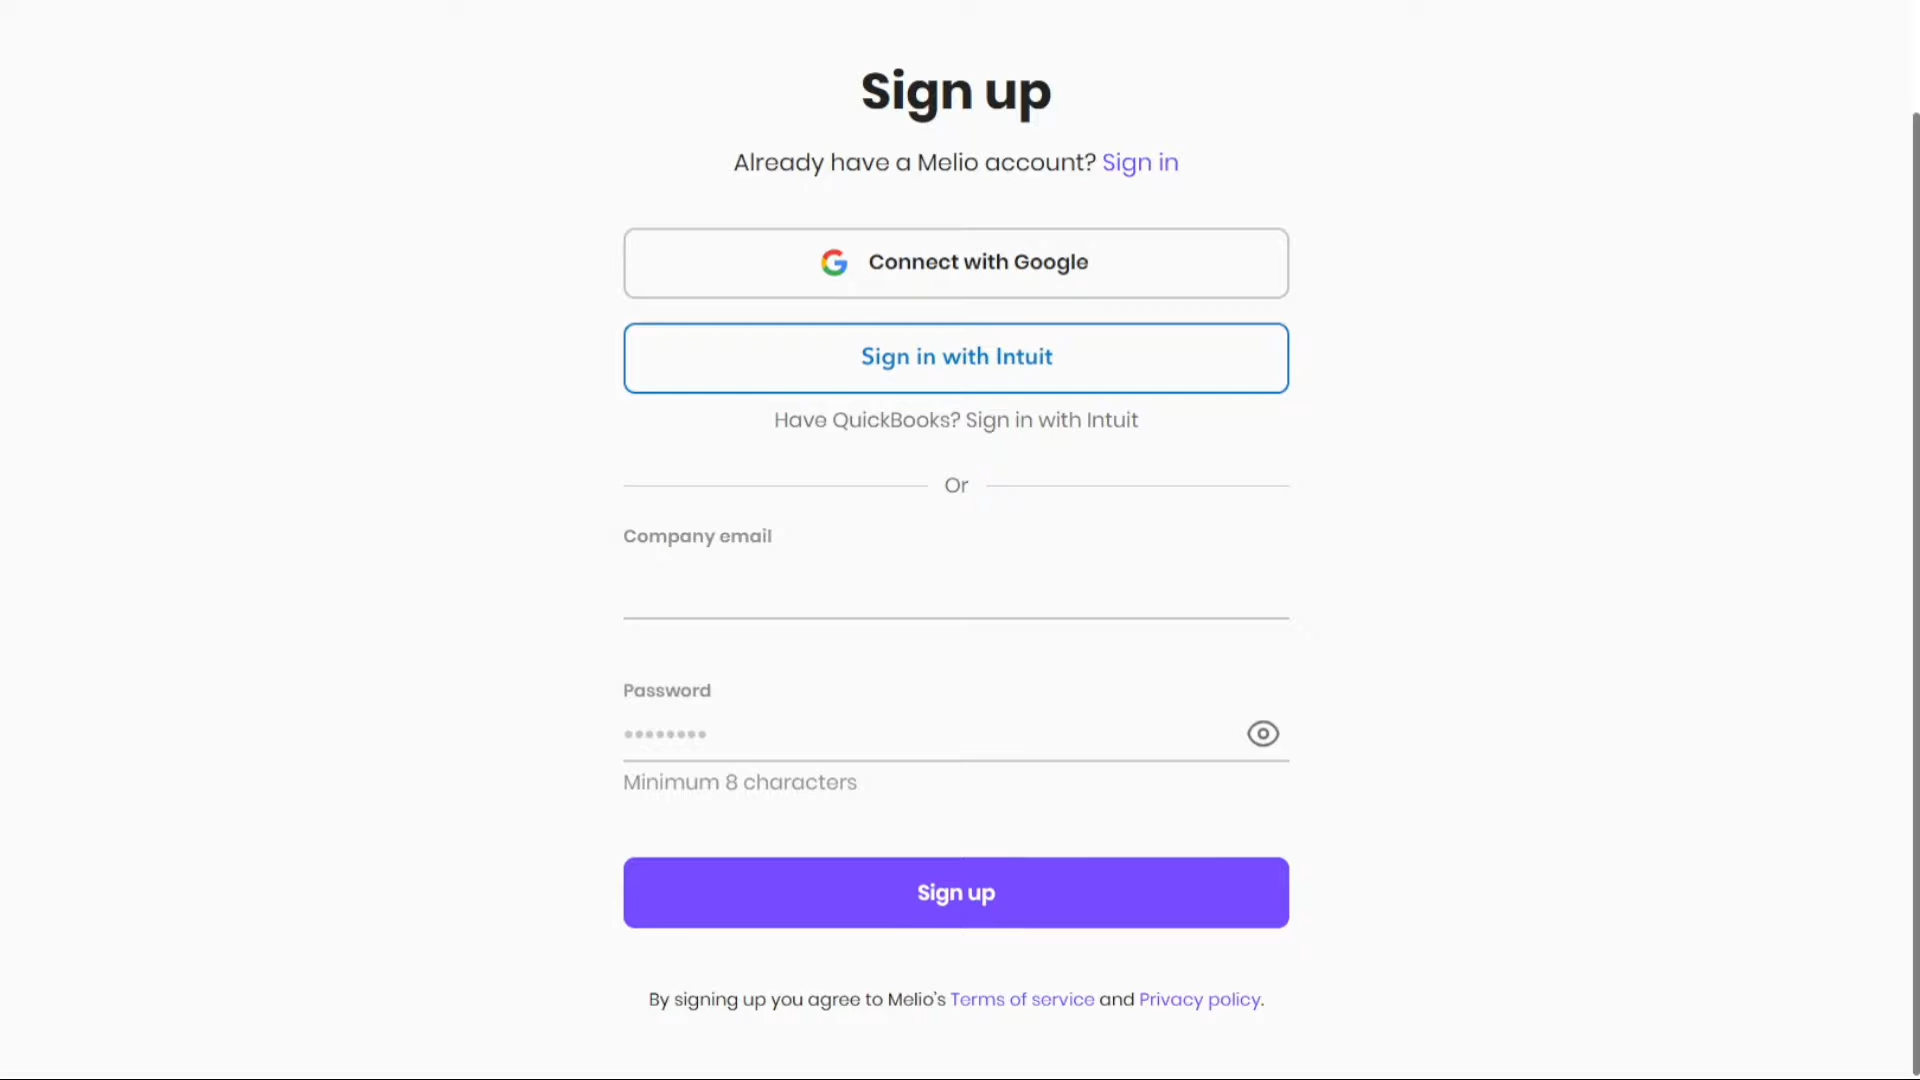 Sign up
Already have a Melio account? Sign in
Connect with Google
Sign in with Intuit
Have QuickBooks? Sign in with Intuit
Or
Company email
Password
••••••••
Minimum 8 characters
Sign up
By signing up you agree to Melio's Terms of service and Privacy policy.